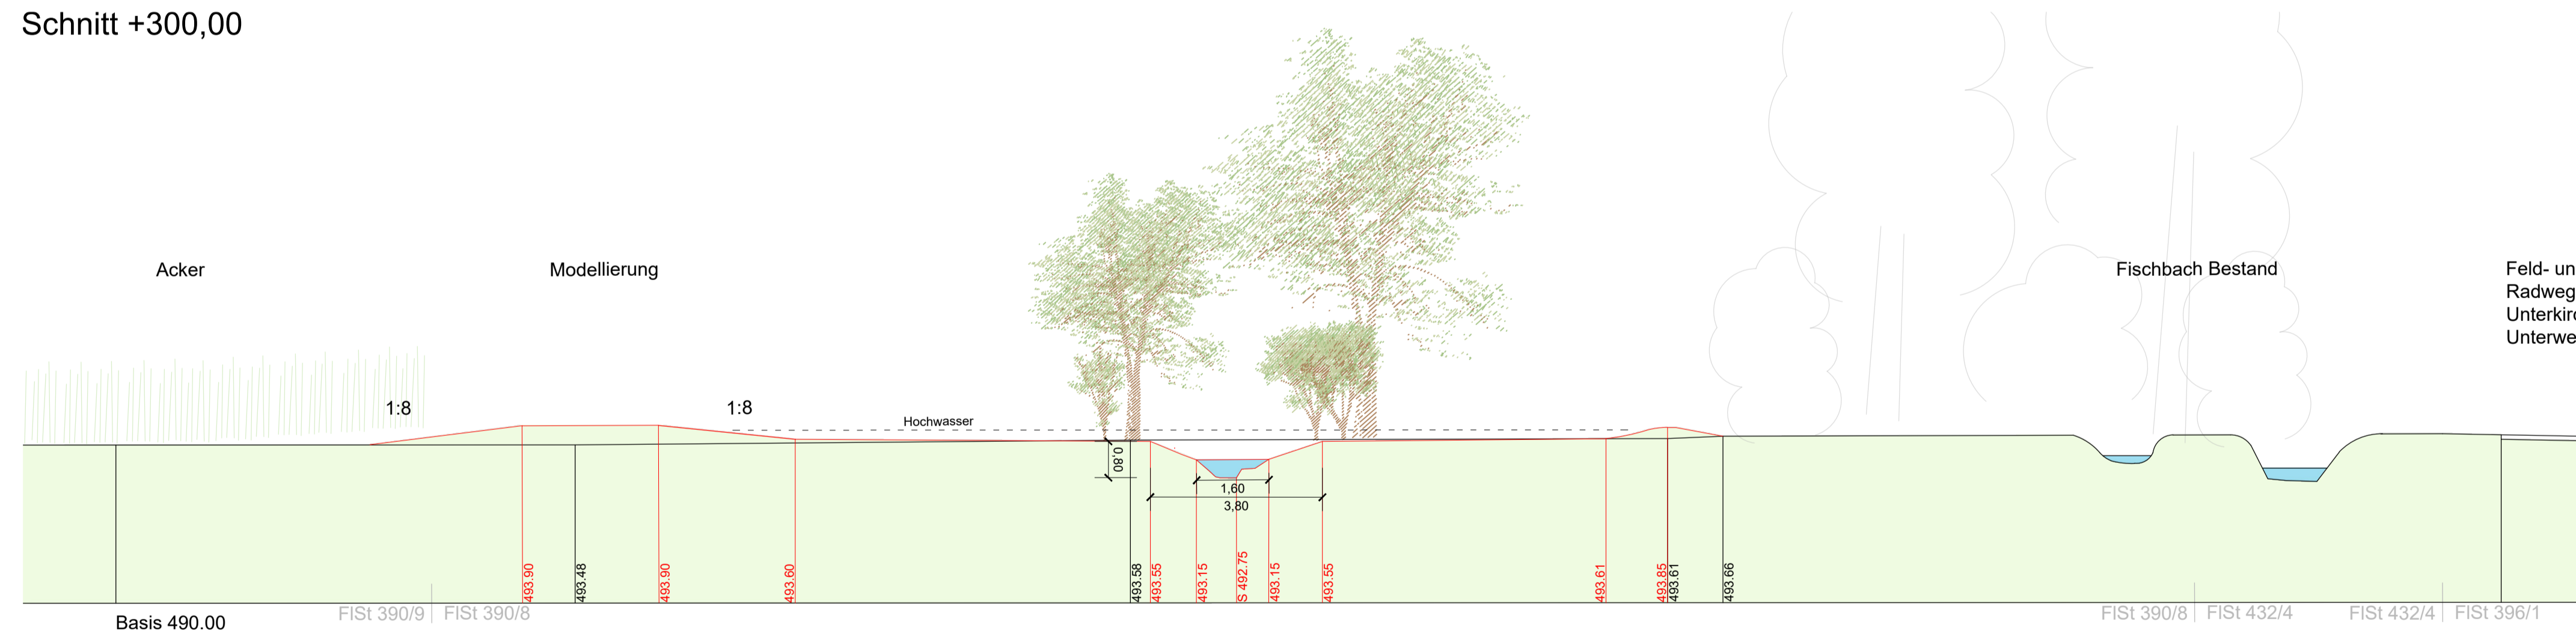 Schnitt +300,00
Acker
Modellierung
Fischbach Bestand
Feld- un
Radweg
Unterkirc
Unterwe
1:8
1:8
Hochwasser
0,80
1,60
3,80
493.90
493.48
493.90
493.60
493.58
493.55
493.15
S 492.75
493.15
493.55
493.61
493.85
493.61
493.66
Basis 490.00
FlSt 390/9
FlSt 390/8
FlSt 390/8
FlSt 432/4
FlSt 432/4
FlSt 396/1